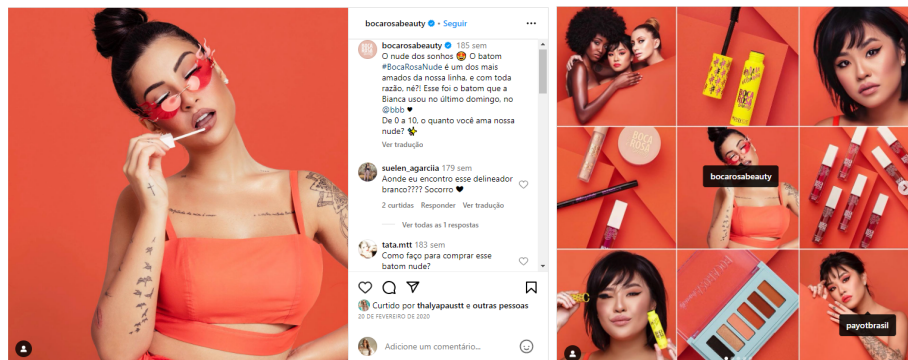 bocarosabeauty • Seguir
bocarosabeauty 185 sem
O nude dos sonhos 😍 O batom
#BocaRosaNude é um dos mais
amados da nossa linha, e com toda
razão, né?! Esse foi o batom que a
Bianca usou no último domingo, no
@bbb ♥
De 0 a 10, o quanto você ama nossa
nude?
Ver tradução
suelen_agarciia 179 sem
Aonde eu encontro esse delineador
branco???? Socorro ♥
2 curtidas Responder Ver tradução
Ver todas as 1 respostas
tata.mtt 183 sem
Como faço para comprar esse
batom nude?
Curtido por thalyapaustt e outras pessoas
20 DE FEVEREIRO DE 2020
Adicione um comentário...
BOCA
ROSA
BOCA
ROSA
bocarosabeauty
payotbrasil